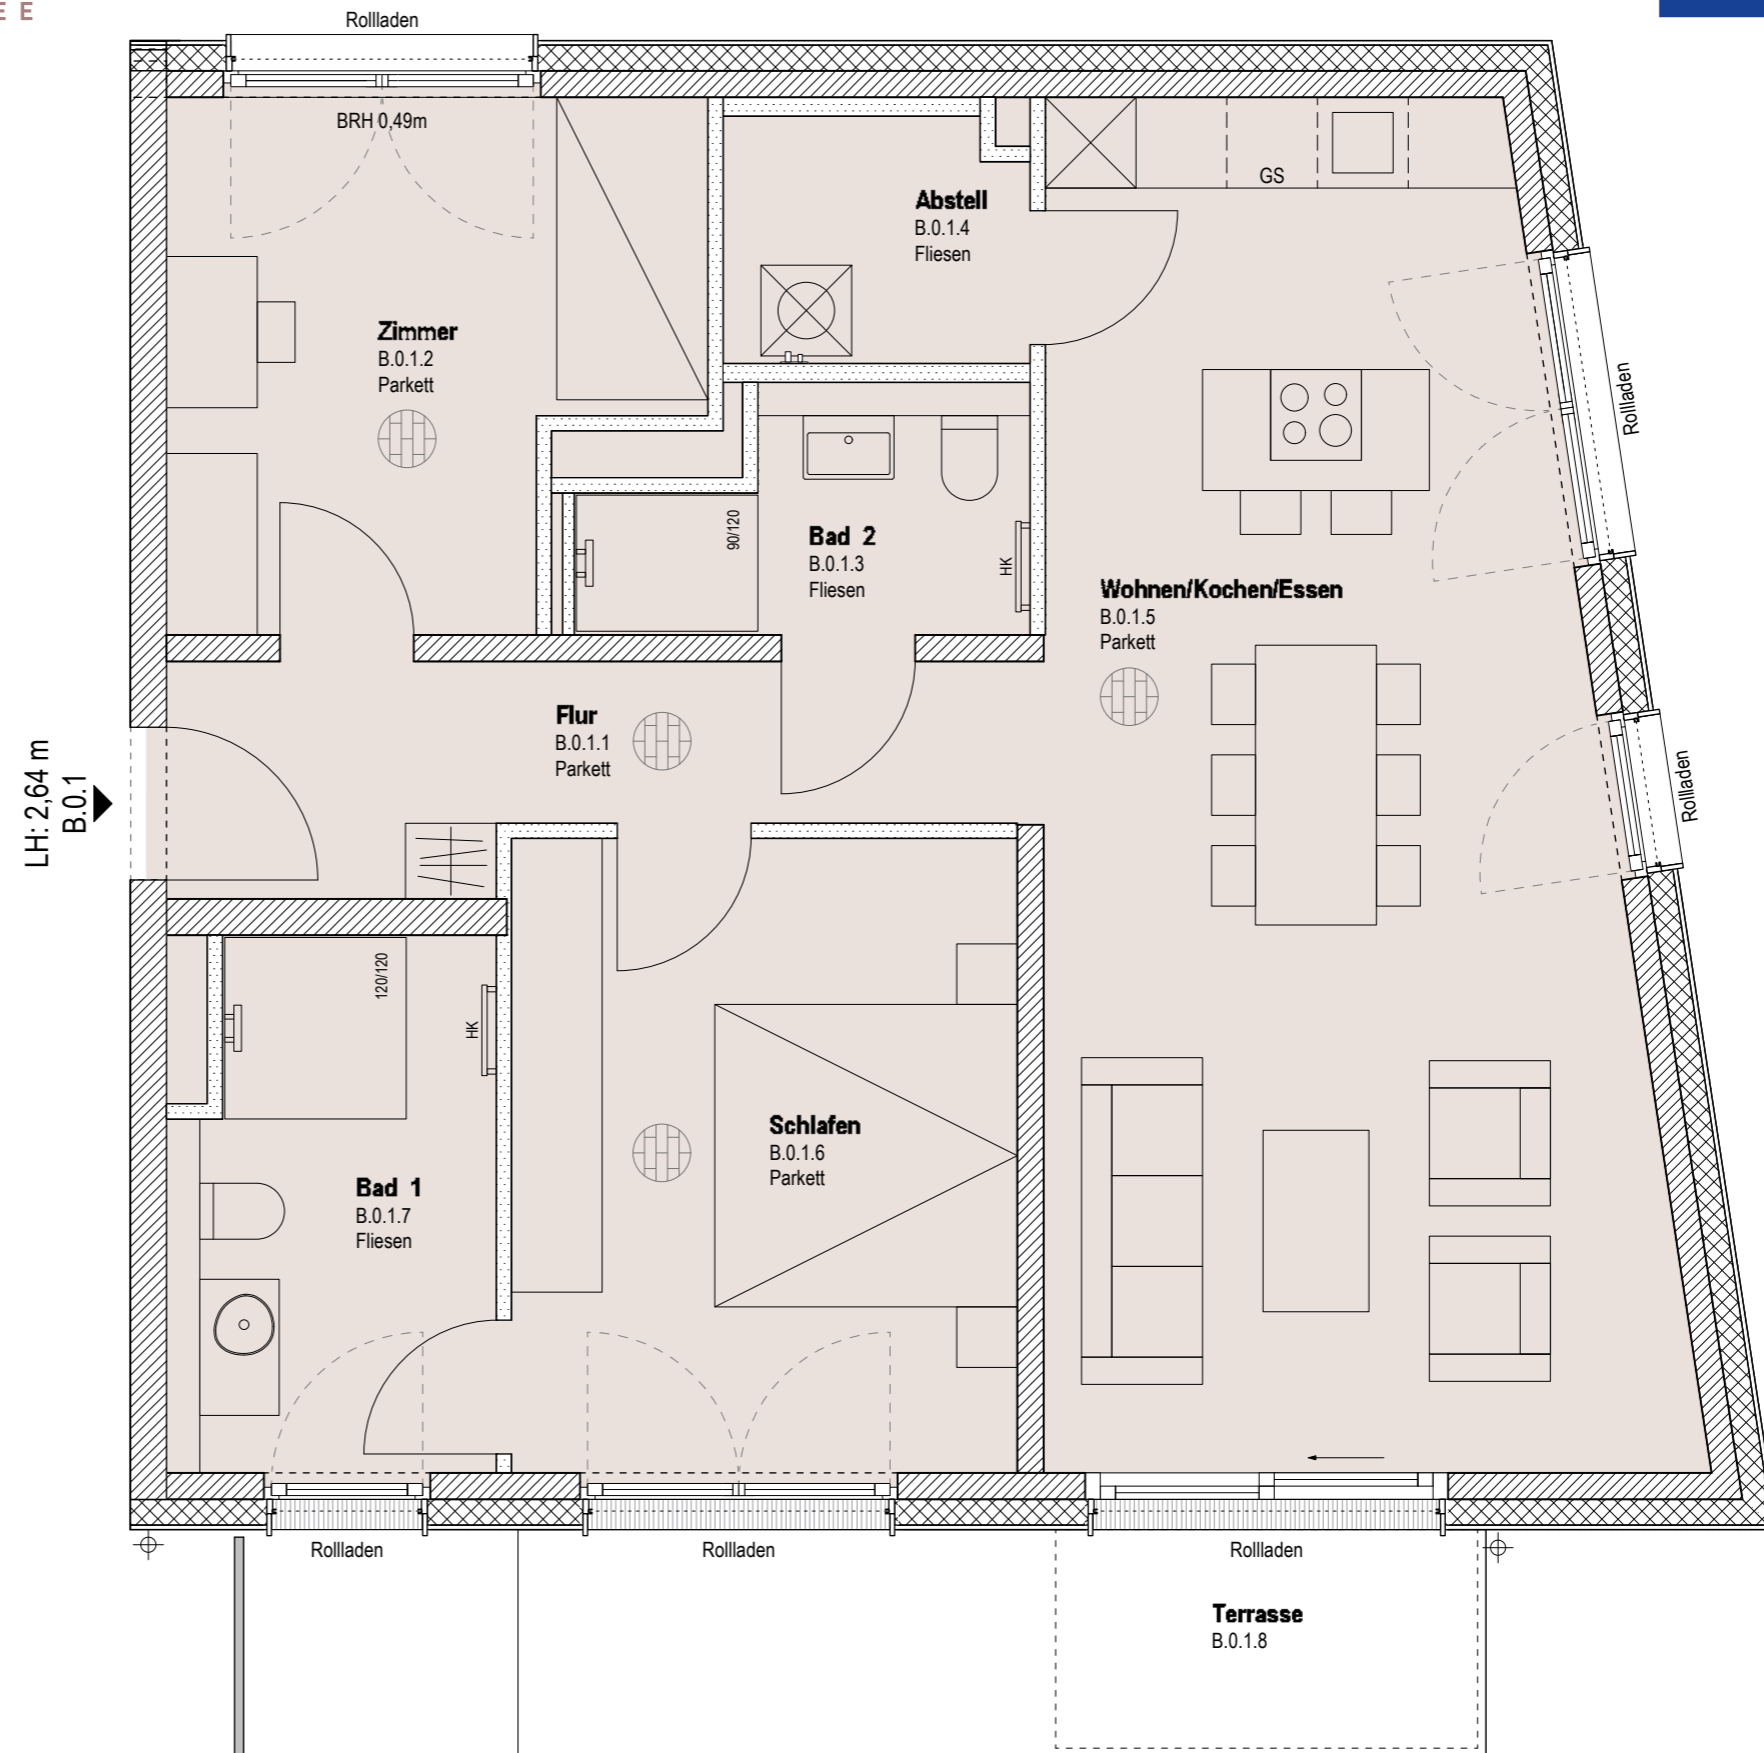 E E
Rollladen
BRH 0,49m
Abstell
B.0.1.4
Fliesen
GS
Zimmer
B.0.1.2
Parkett
Rollladen
90/120
Bad 2
B.0.1.3
Fliesen
HK
Wohnen/Kochen/Essen
B.0.1.5
Parkett
Flur
B.0.1.1
Parkett
LH: 2,64 m
B.0.1
Rollladen
120/120
HK
Schlafen
B.0.1.6
Parkett
Bad 1
B.0.1.7
Fliesen
Rollladen
Rollladen
Rollladen
Terrasse
B.0.1.8